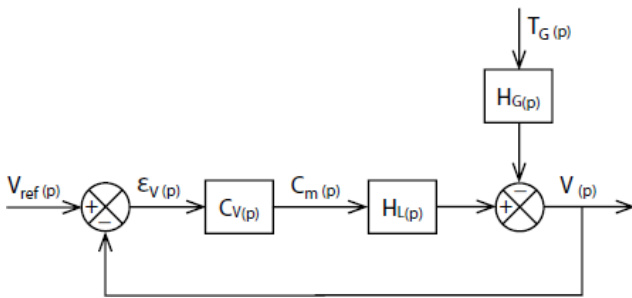 T_G(p)
H_G(p)
V_ref(p)
+
−
ε_V(p)
C_V(p)
C_m(p)
H_L(p)
+
−
V(p)